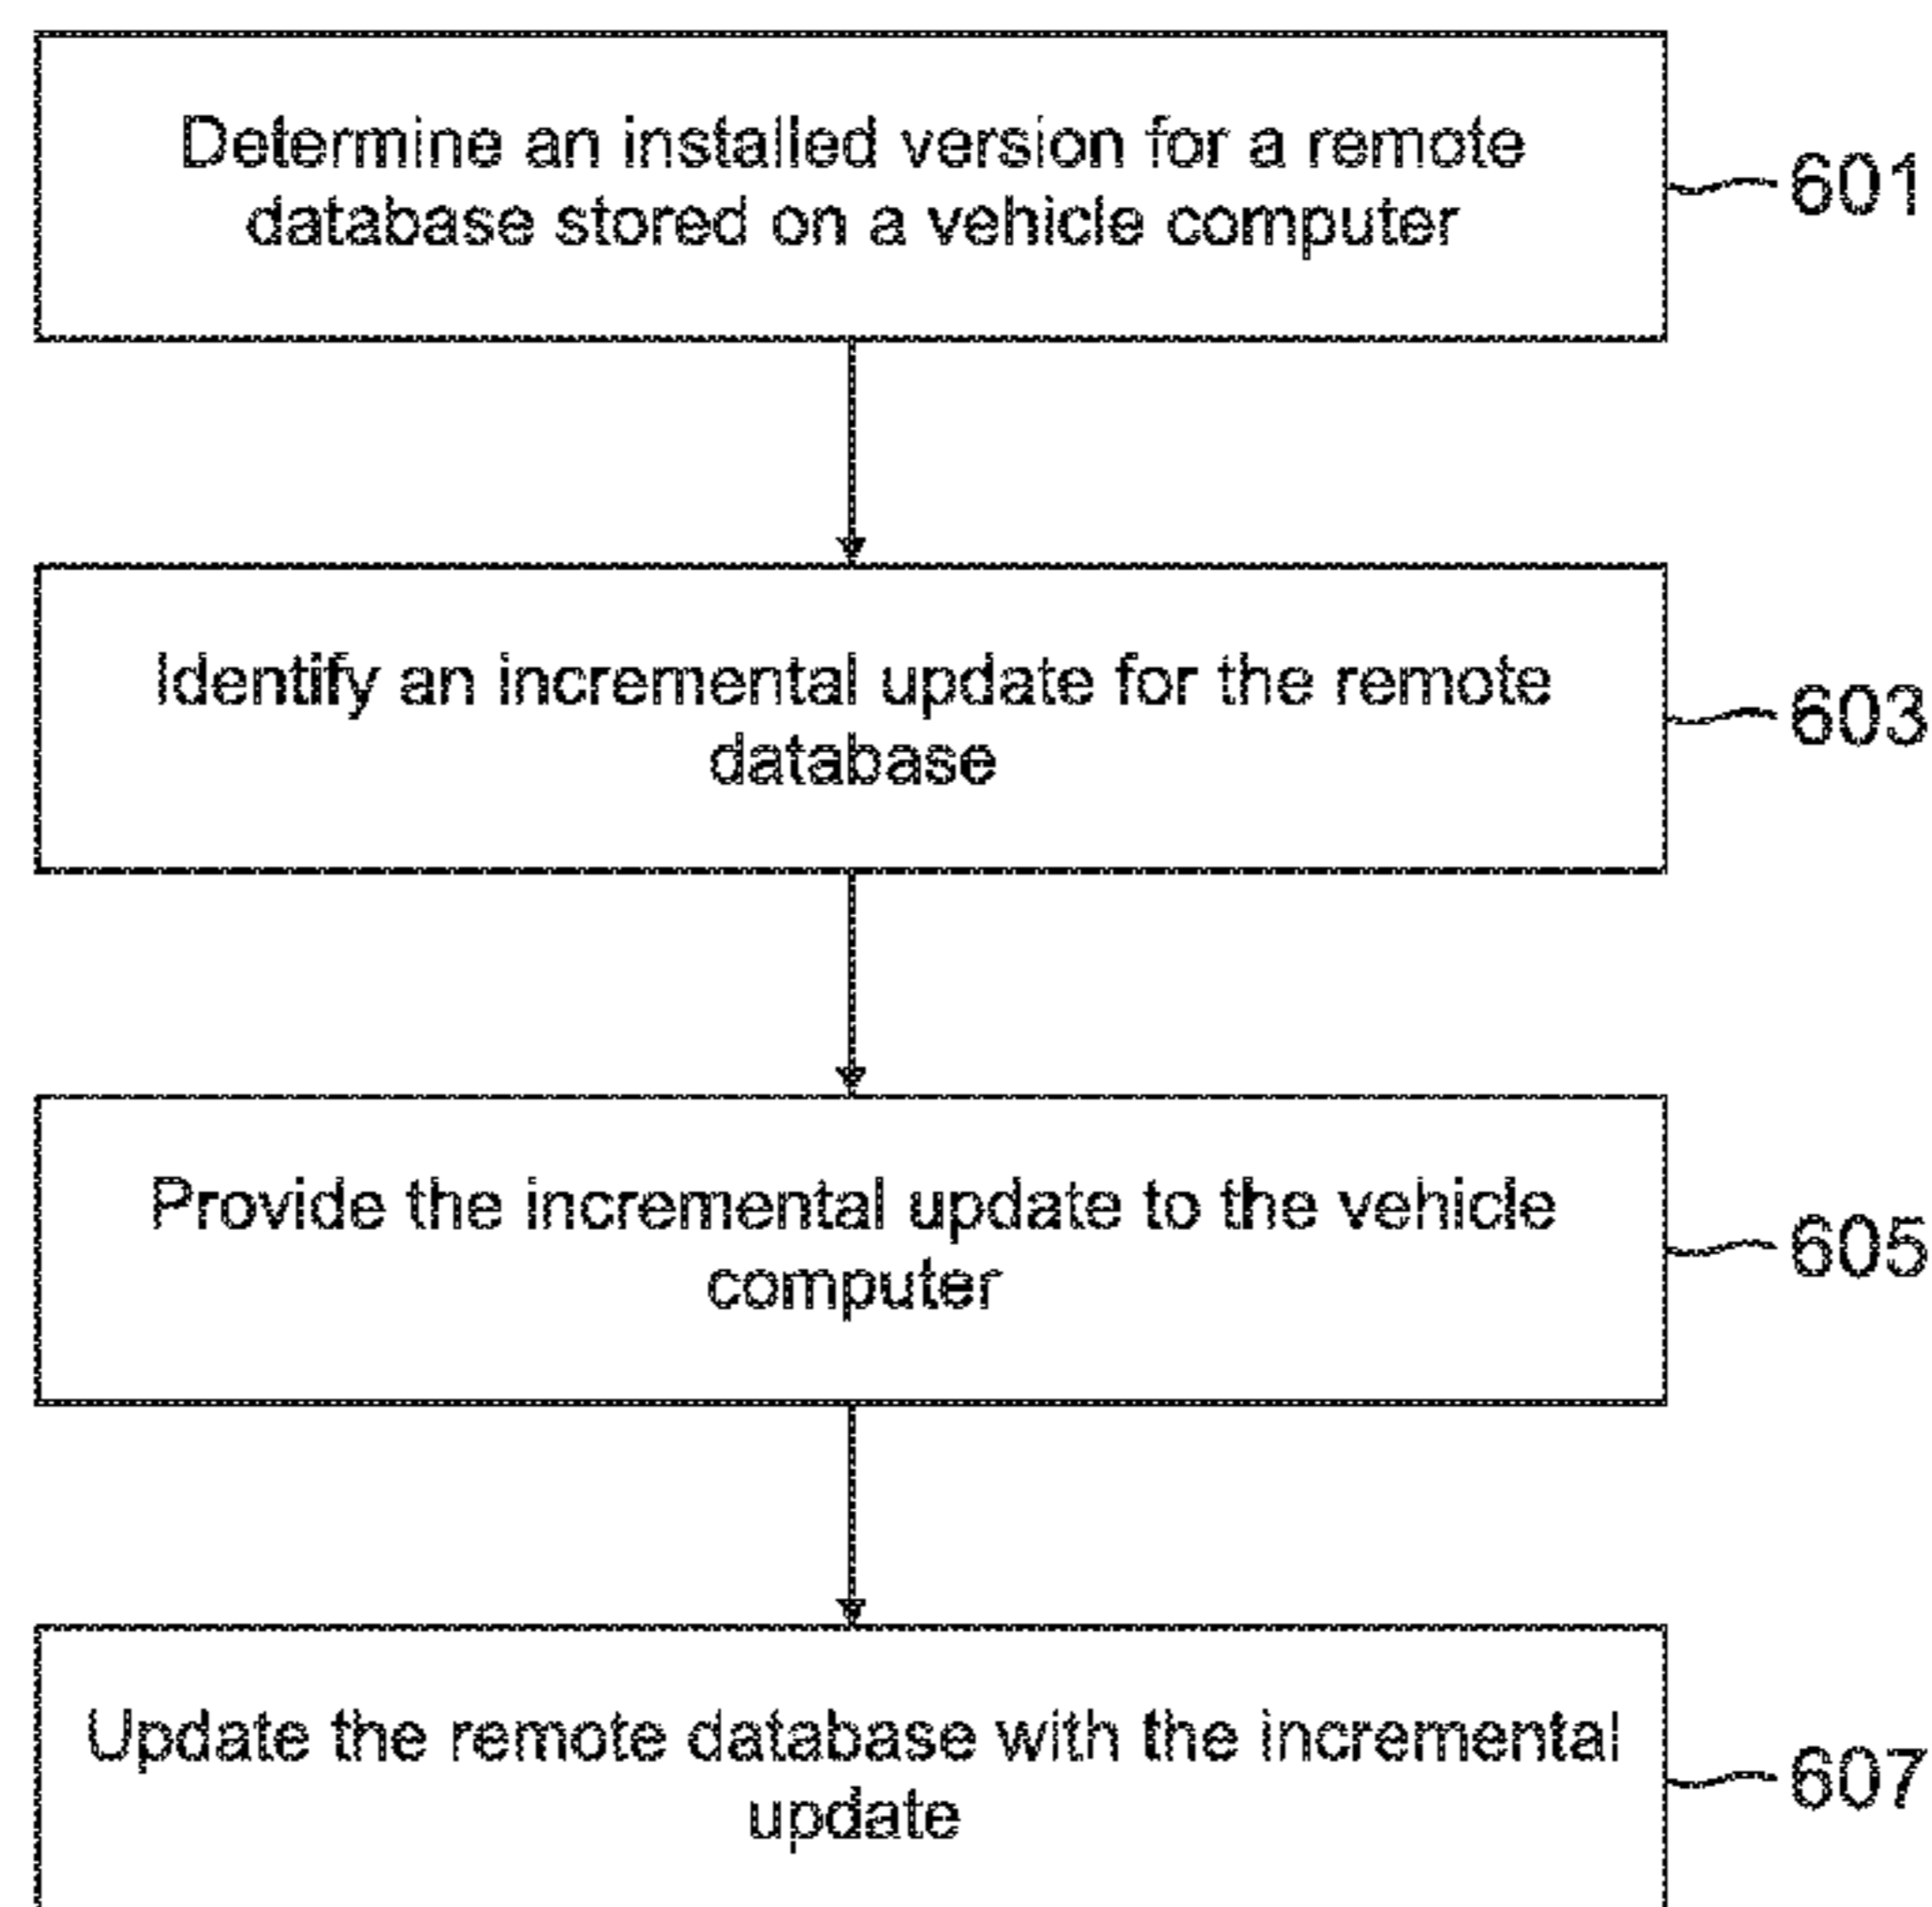 Determine an installed version for a remote
database stored on a vehicle computer
601
Identify an incremental update for the remote
database
603
Provide the incremental update to the vehicle
computer
605
Update the remote database with the incremental
update
607